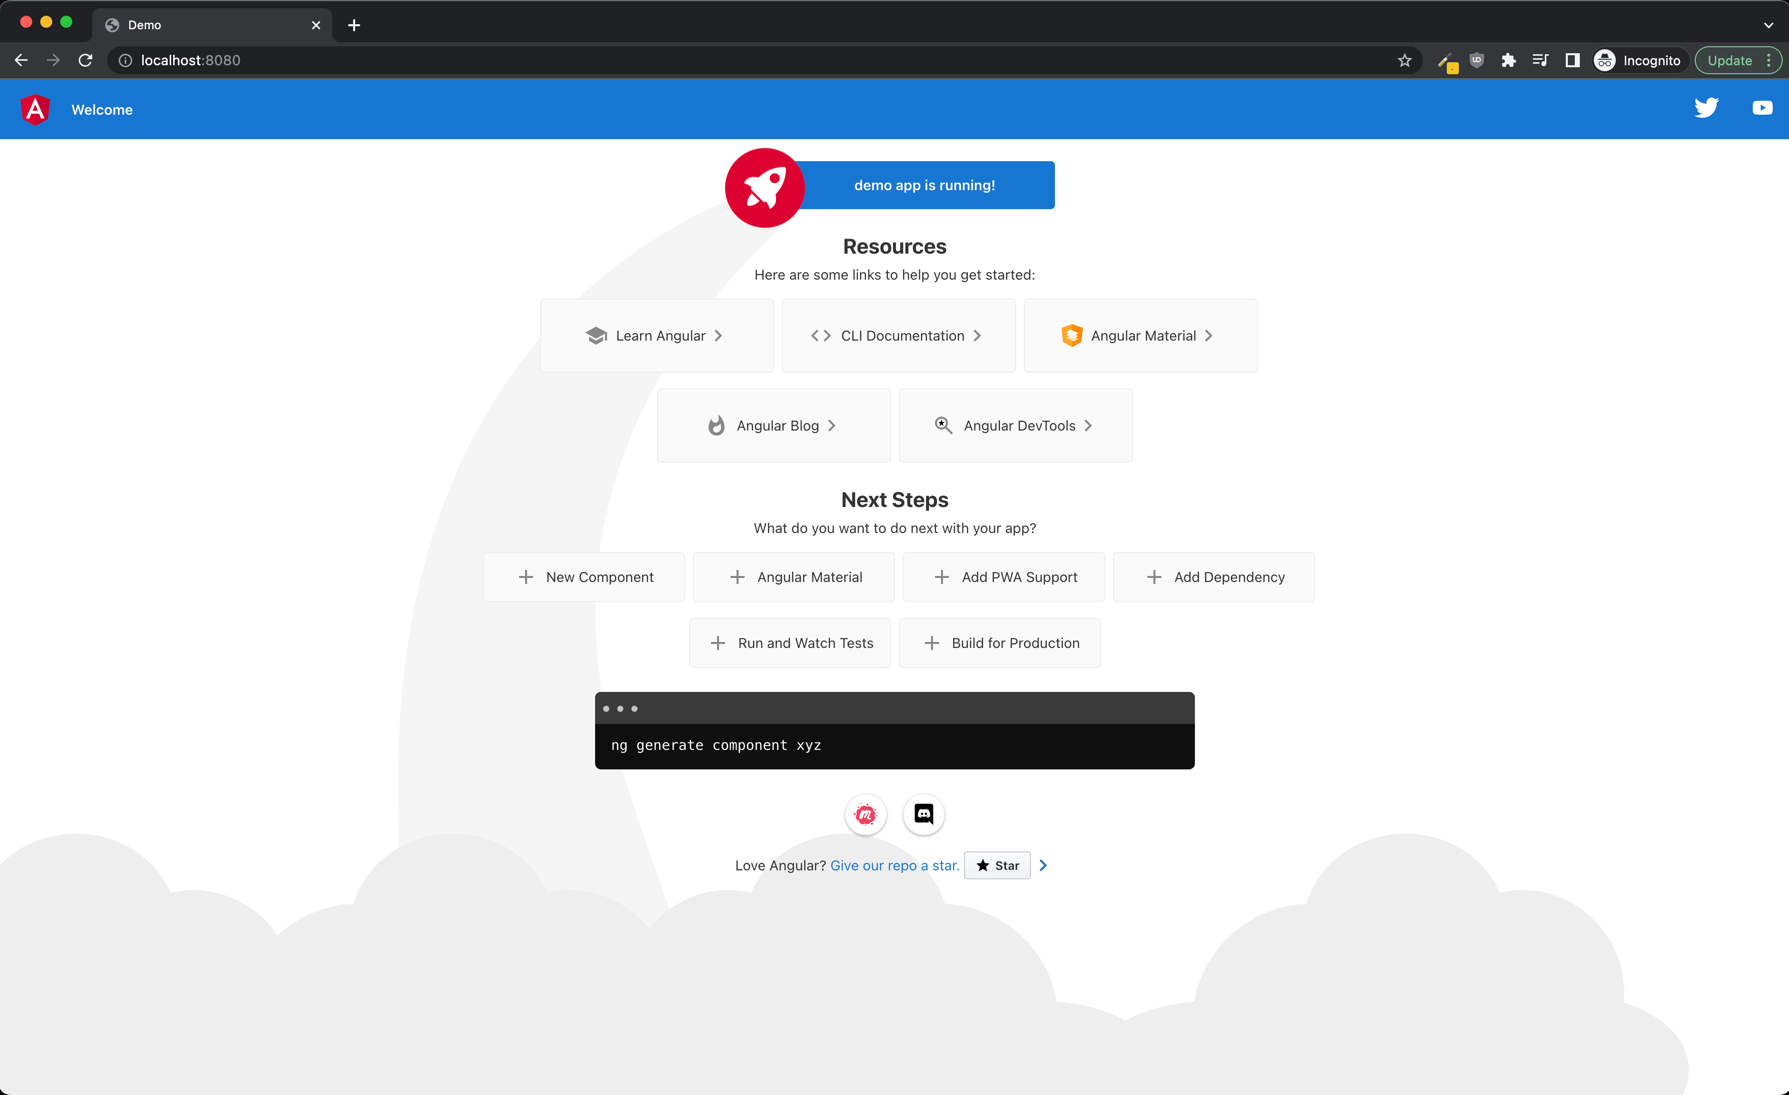 Demo
localhost:8080
Incognito
Update
Welcome
demo app is running!
Resources
Here are some links to help you get started:
Learn Angular
CLI Documentation
Angular Material
Angular Blog
Angular DevTools
Next Steps
What do you want to do next with your app?
New Component
Angular Material
Add PWA Support
Add Dependency
Run and Watch Tests
Build for Production
ng generate component xyz
Love Angular? Give our repo a star. Star